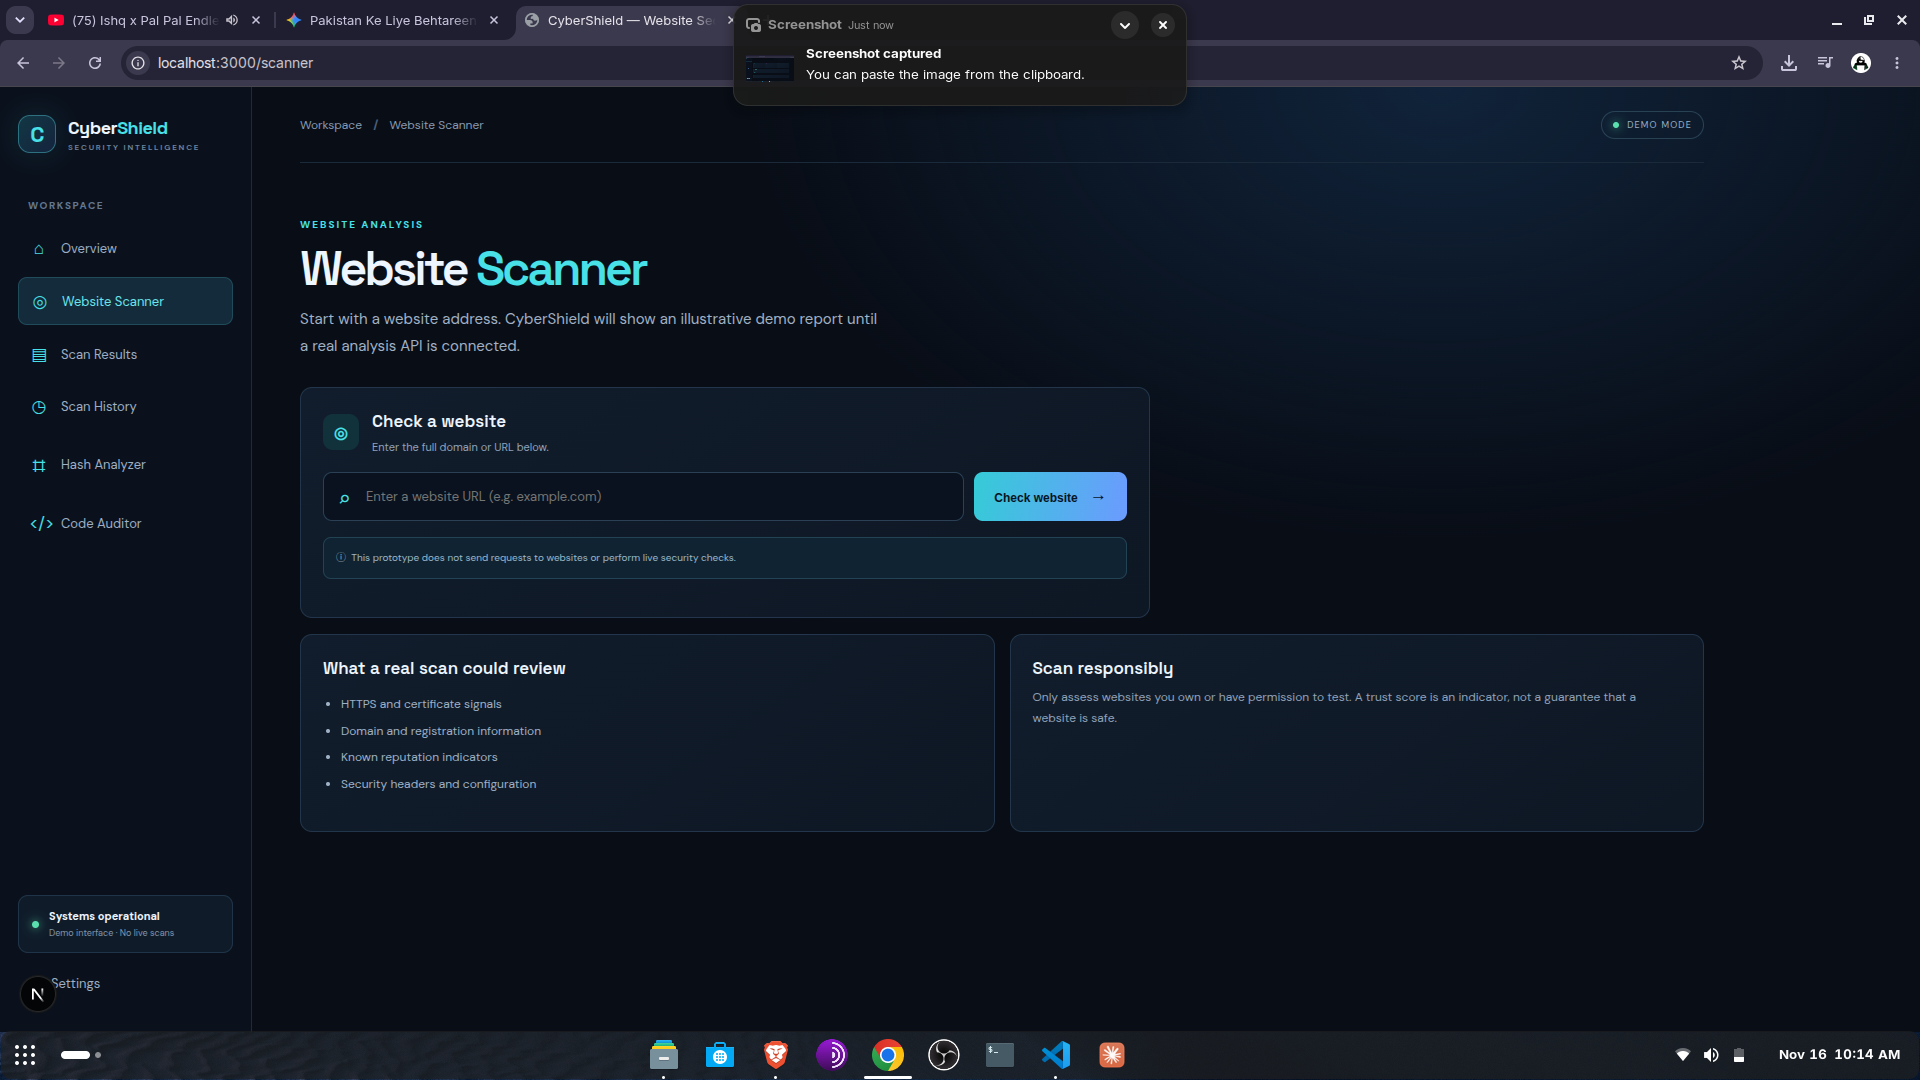 (75) Ishq x Pal Pal Endle
Pakistan Ke Liye Behtareen
CyberShield — Website Se
Screenshot Just now
Screenshot captured
You can paste the image from the clipboard.
localhost:3000/scanner
C
CyberShield
SECURITY INTELLIGENCE
WORKSPACE
Overview
Website Scanner
Scan Results
Scan History
Hash Analyzer
</> Code Auditor
Systems operational
Demo interface · No live scans
Settings
N
Workspace / Website Scanner
DEMO MODE
WEBSITE ANALYSIS
Website Scanner
Start with a website address. CyberShield will show an illustrative demo report until
a real analysis API is connected.
Check a website
Enter the full domain or URL below.
Enter a website URL (e.g. example.com)
Check website →
ⓘ This prototype does not send requests to websites or perform live security checks.
What a real scan could review
• HTTPS and certificate signals
• Domain and registration information
• Known reputation indicators
• Security headers and configuration
Scan responsibly
Only assess websites you own or have permission to test. A trust score is an indicator, not a guarantee that a
website is safe.
$_
Nov 16 10:14 AM